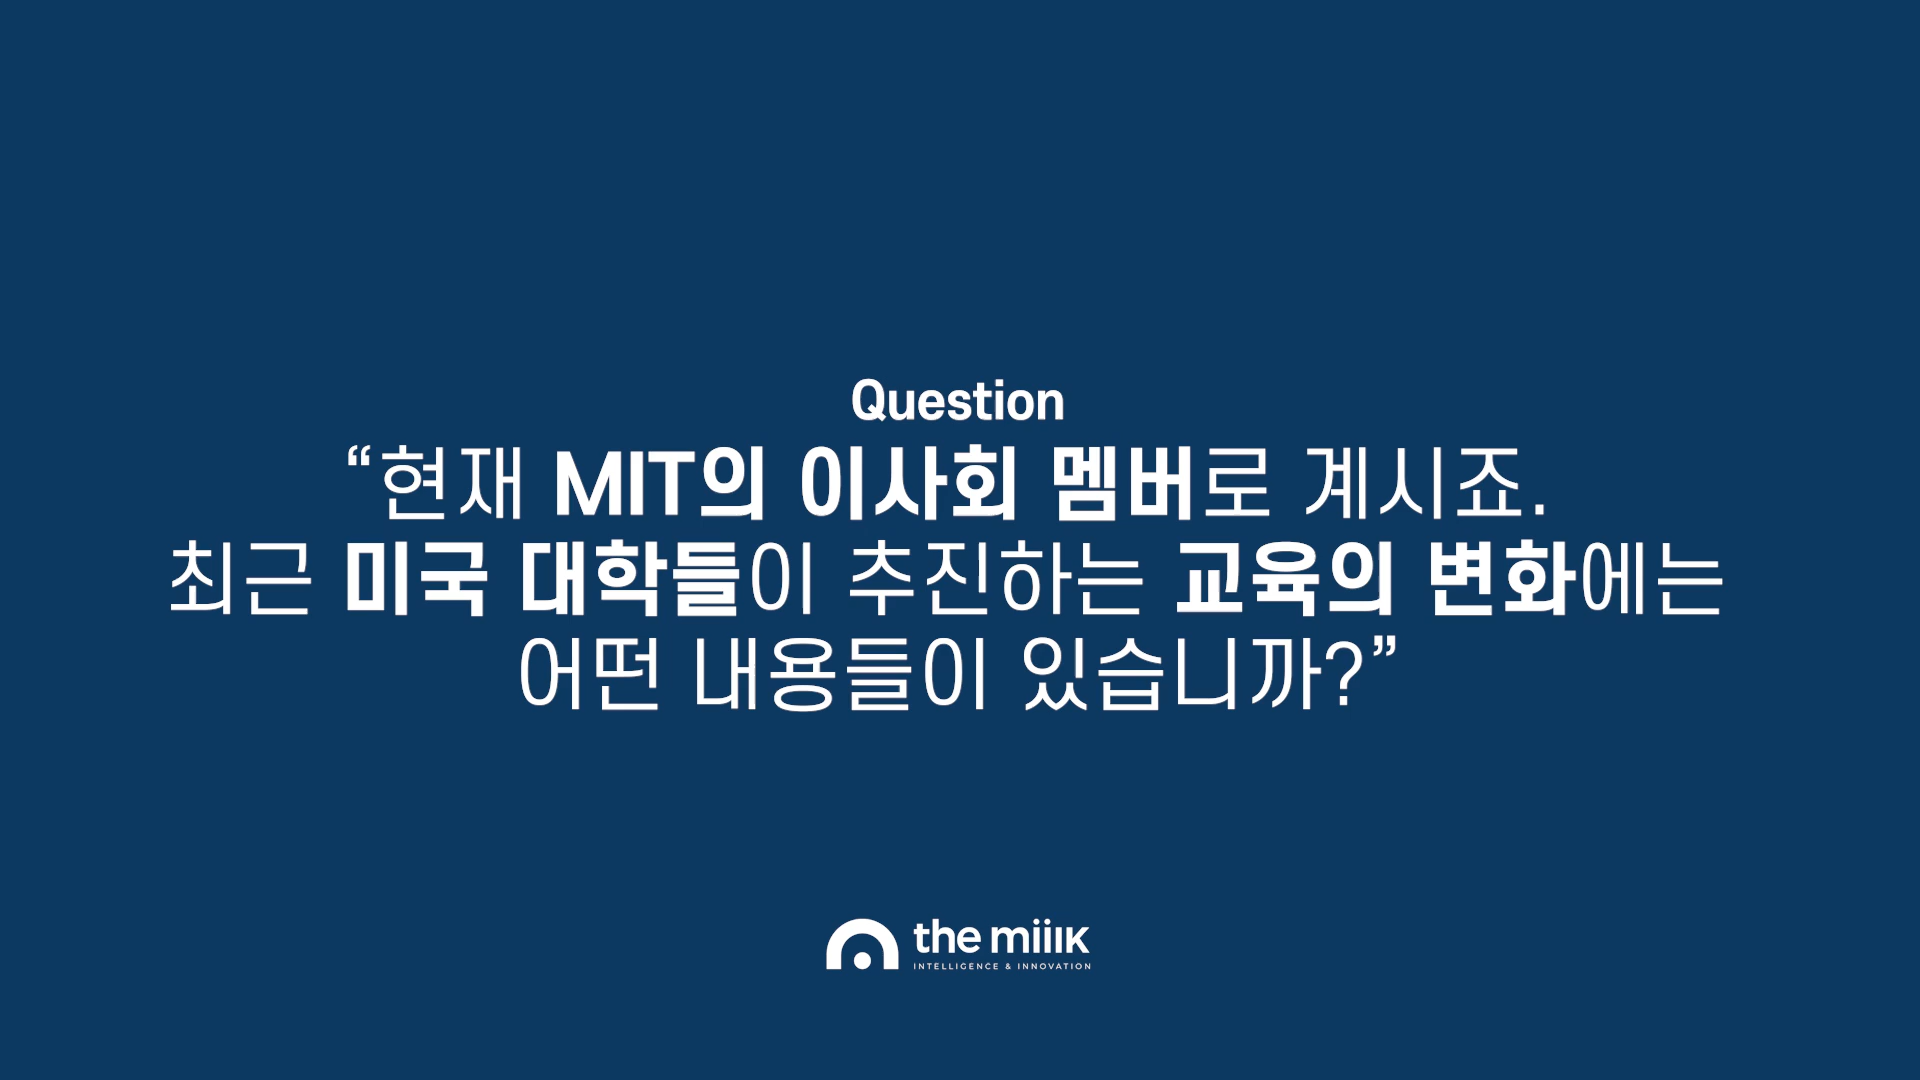 Question
“현재 MIT의 이사회 멤버로 계시죠.
최근 미국 대학들이 추진하는 교육의 변화에는
어떤 내용들이 있습니까?”
the miilk
INTELLIGENCE & INNOVATION